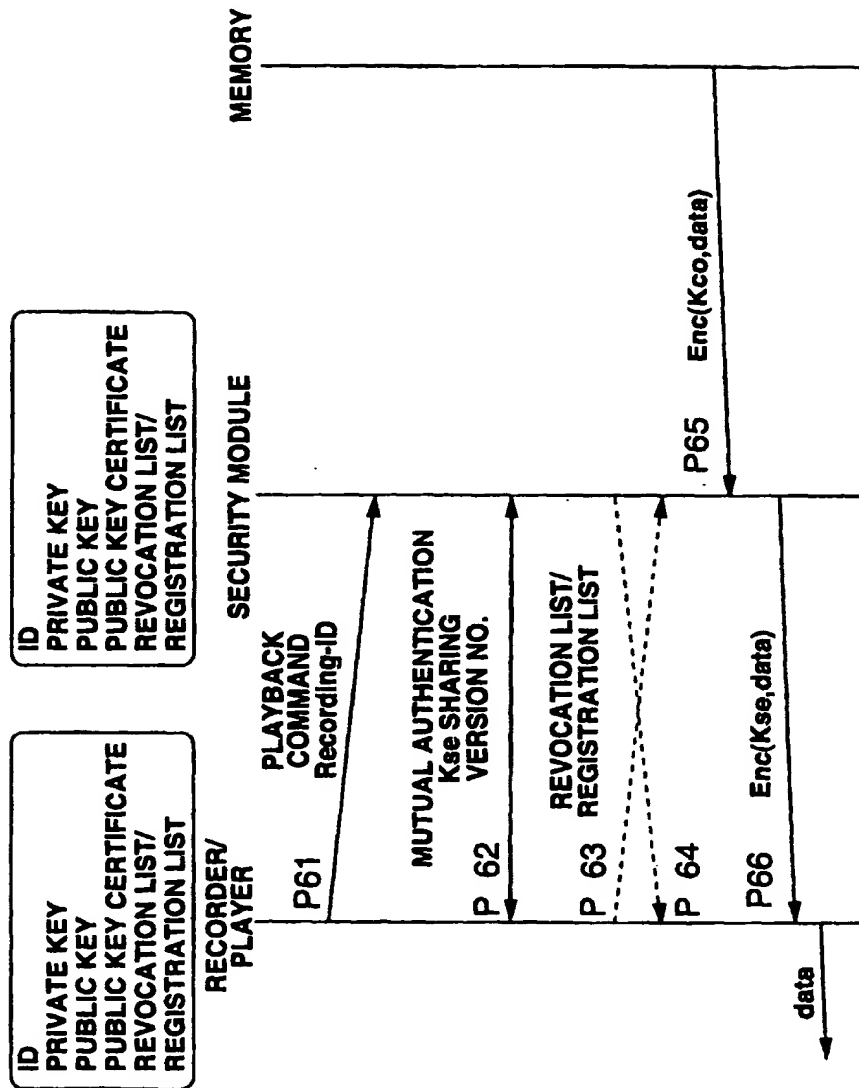 ID
PRIVATE KEY
PUBLIC KEY
PUBLIC KEY CERTIFICATE
REVOCATION LIST/
REGISTRATION LIST
ID
PRIVATE KEY
PUBLIC KEY
PUBLIC KEY CERTIFICATE
REVOCATION LIST/
REGISTRATION LIST
RECORDER/
PLAYER
SECURITY MODULE
MEMORY
P61
PLAYBACK
COMMAND
Recording-ID
P 62
MUTUAL AUTHENTICATION
Kse SHARING
VERSION NO.
P 63
REVOCATION LIST/
REGISTRATION LIST
P 64
P65
Enc(Kco,data)
P66
Enc(Kse,data)
data